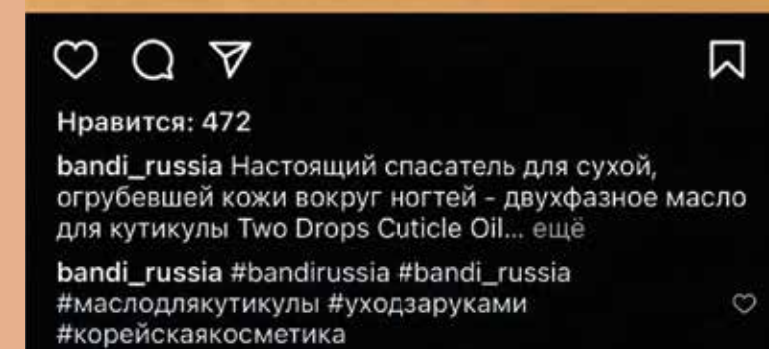 Нравится: 472
bandi_russia Настоящий спасатель для сухой,
огрубевшей кожи вокруг ногтей - двухфазное масло
для кутикулы Two Drops Cuticle Oil... ещё
bandi_russia #bandirussia #bandi_russia
#маслодлякутикулы #уходзаруками
#корейскаякосметика